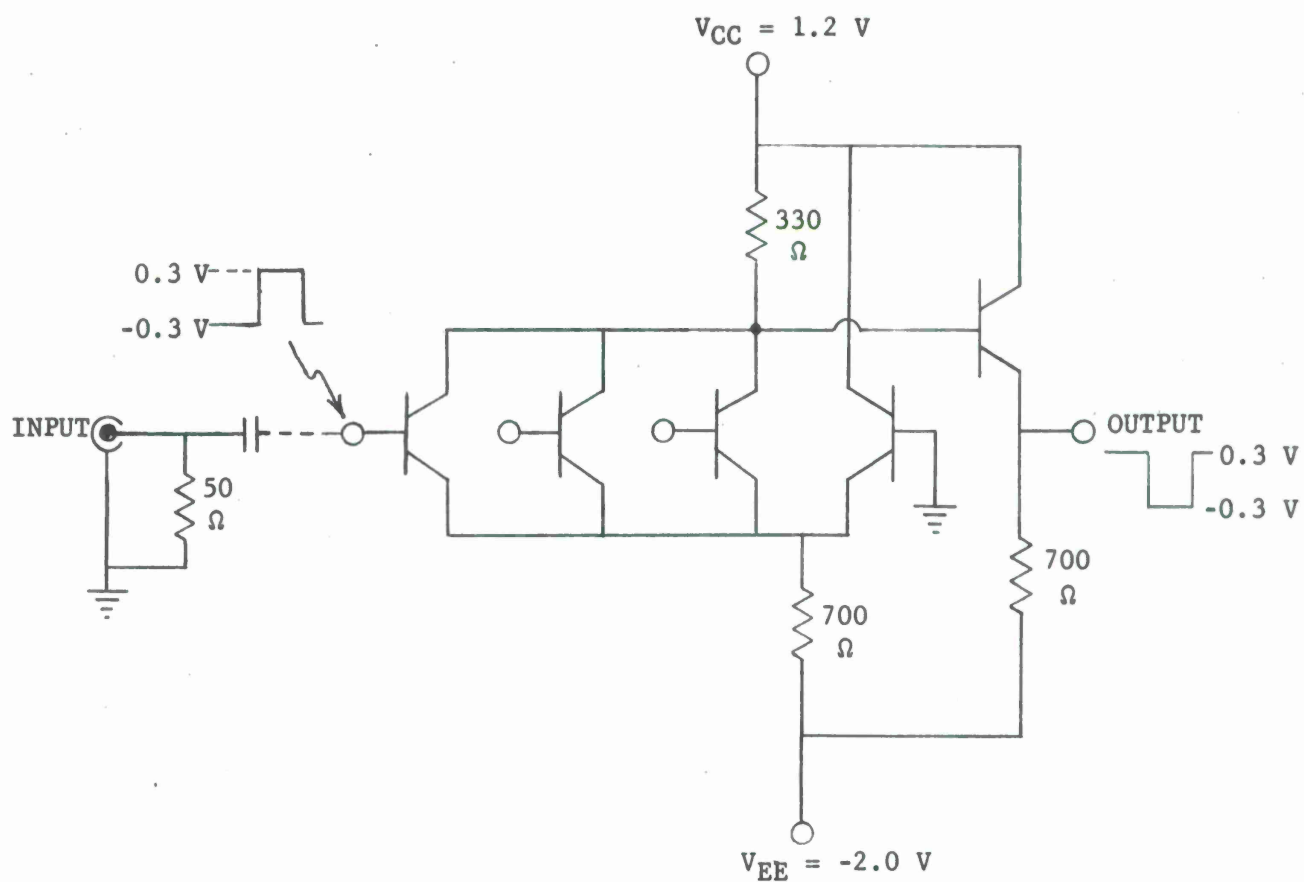 V_CC = 1.2 V
330
Ω
0.3 V
-0.3 V
INPUT
50
Ω
OUTPUT
0.3 V
-0.3 V
700
Ω
700
Ω
V_EE = -2.0 V